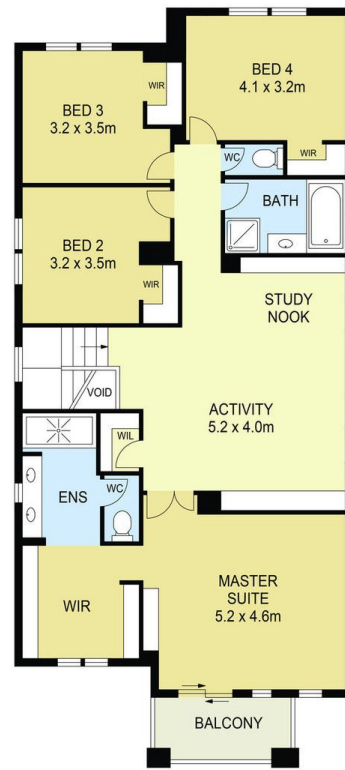 BED 4
4.1 x 3.2m
WIR
BED 3
3.2 x 3.5m
WC
WIR
BATH
BED 2
3.2 x 3.5m
WIR
STUDY
NOOK
VOID
ACTIVITY
5.2 x 4.0m
WIL
WC
ENS
MASTER
SUITE
5.2 x 4.6m
WIR
BALCONY